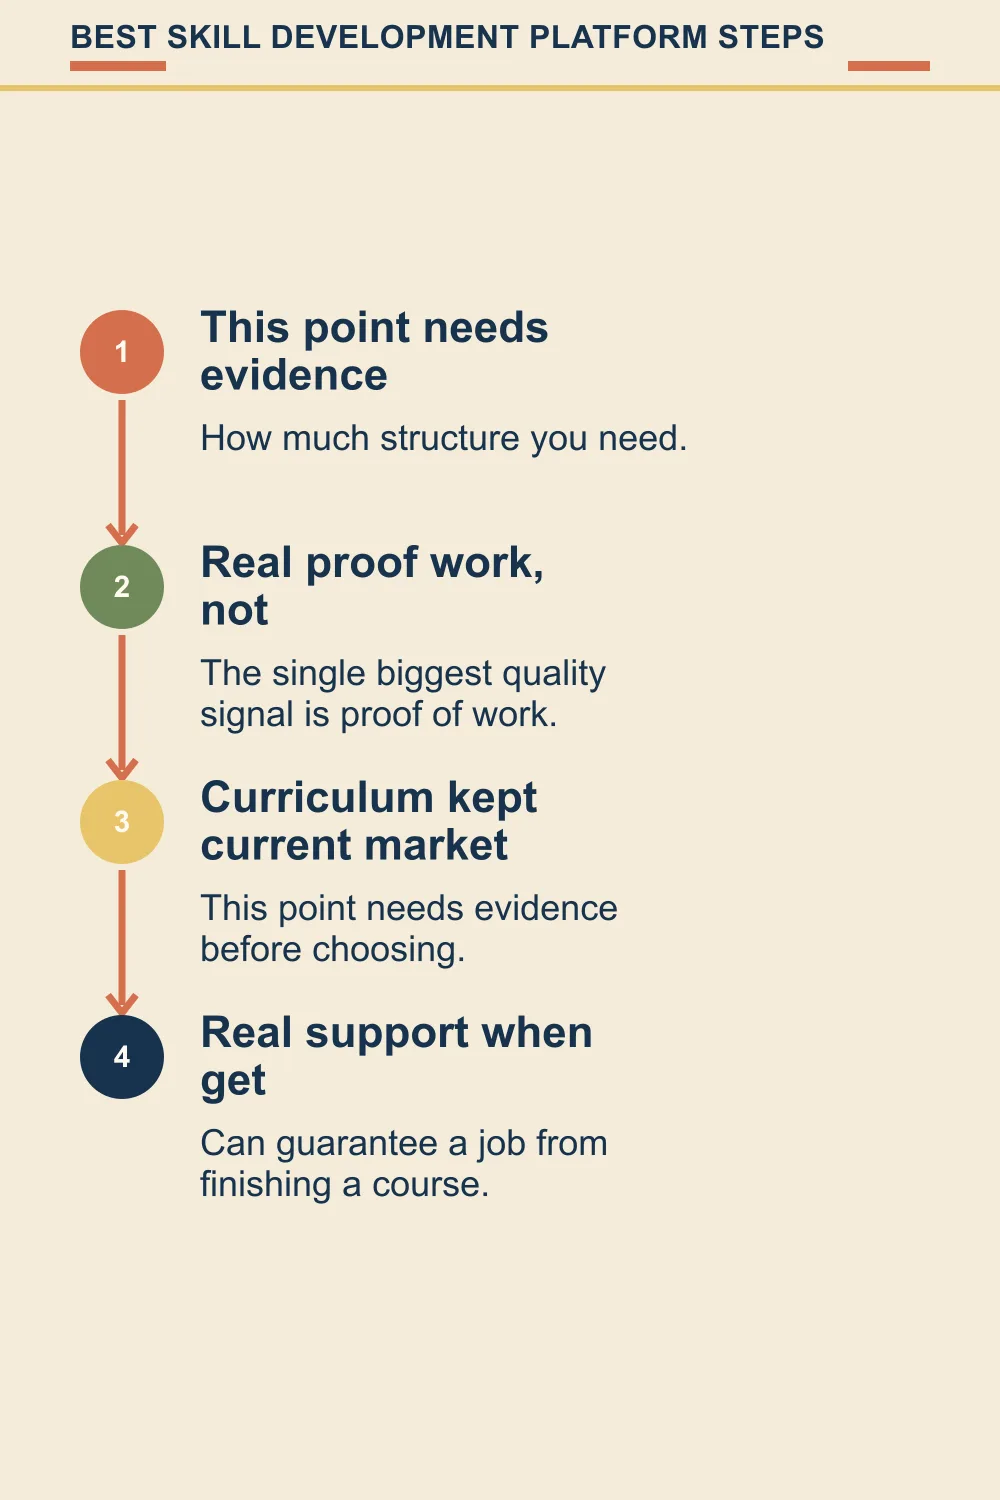 BEST SKILL DEVELOPMENT PLATFORM STEPS
1
This point needs
evidence
How much structure you need.
2
Real proof work,
not
The single biggest quality
signal is proof of work.
3
Curriculum kept
current market
This point needs evidence
before choosing.
4
Real support when
get
Can guarantee a job from
finishing a course.